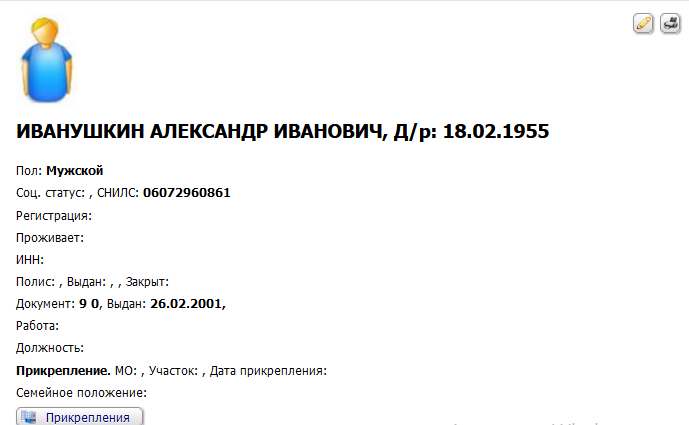 ИВАНУШКИН АЛЕКСАНДР ИВАНОВИЧ, Д/р: 18.02.1955
Пол: Мужской
Соц. статус: , СНИЛС: 06072960861
Регистрация:
Проживает:
ИНН:
Полис: , Выдан: , , Закрыт:
Документ: 9 0, Выдан: 26.02.2001,
Работа:
Должность:
Прикрепление. МО: , Участок: , Дата прикрепления:
Семейное положение:
Прикрепления